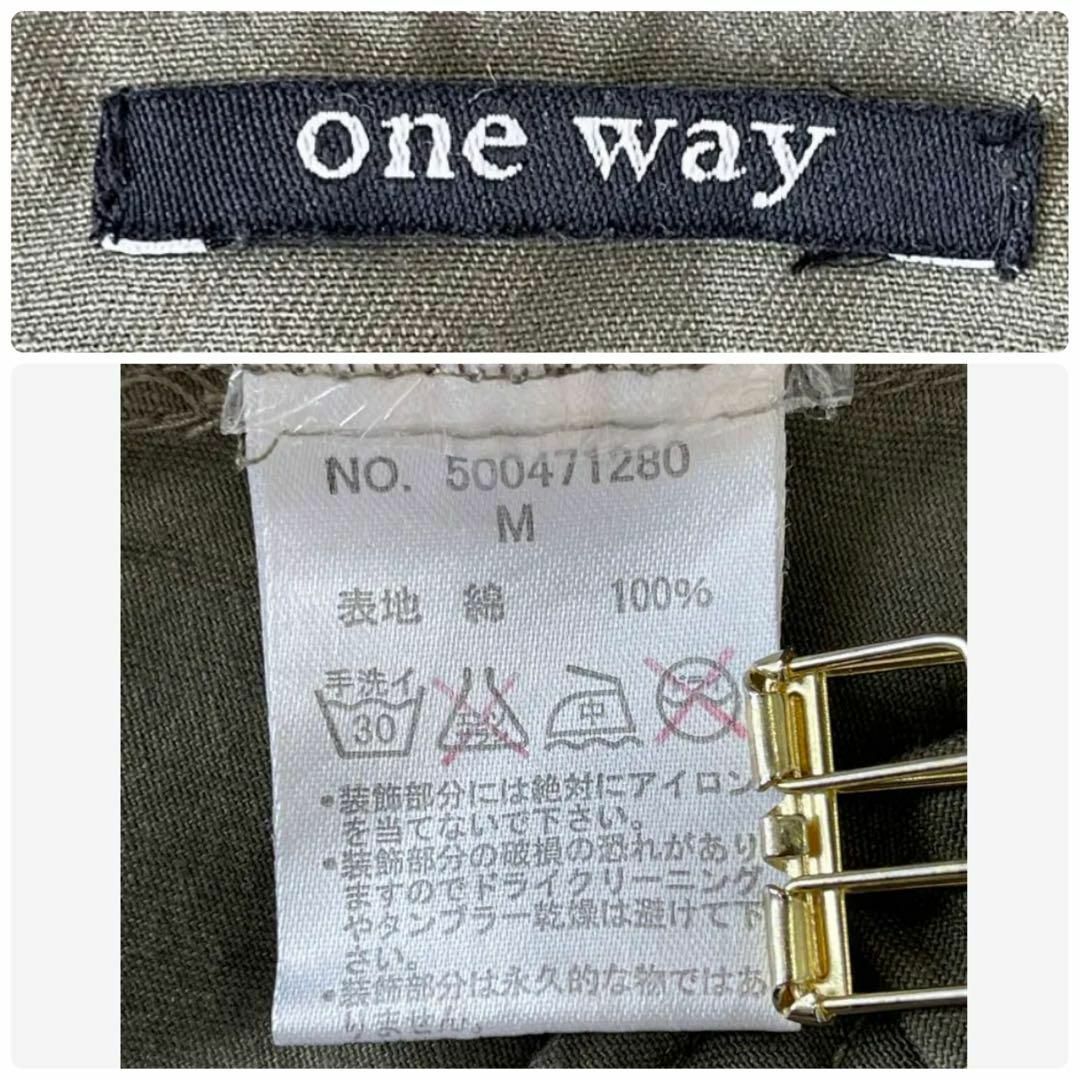 one way
NO. 500471280
M
表地 綿 100%
手洗イ 30 中
・装飾部分には絶対にアイロン
を当てないで下さい。
・装飾部分の破損の恐れがあり
ますのでドライクリーニング
やタンブラー乾燥は避けて下
さい。
・装飾部分は永久的な物ではあ
りません。